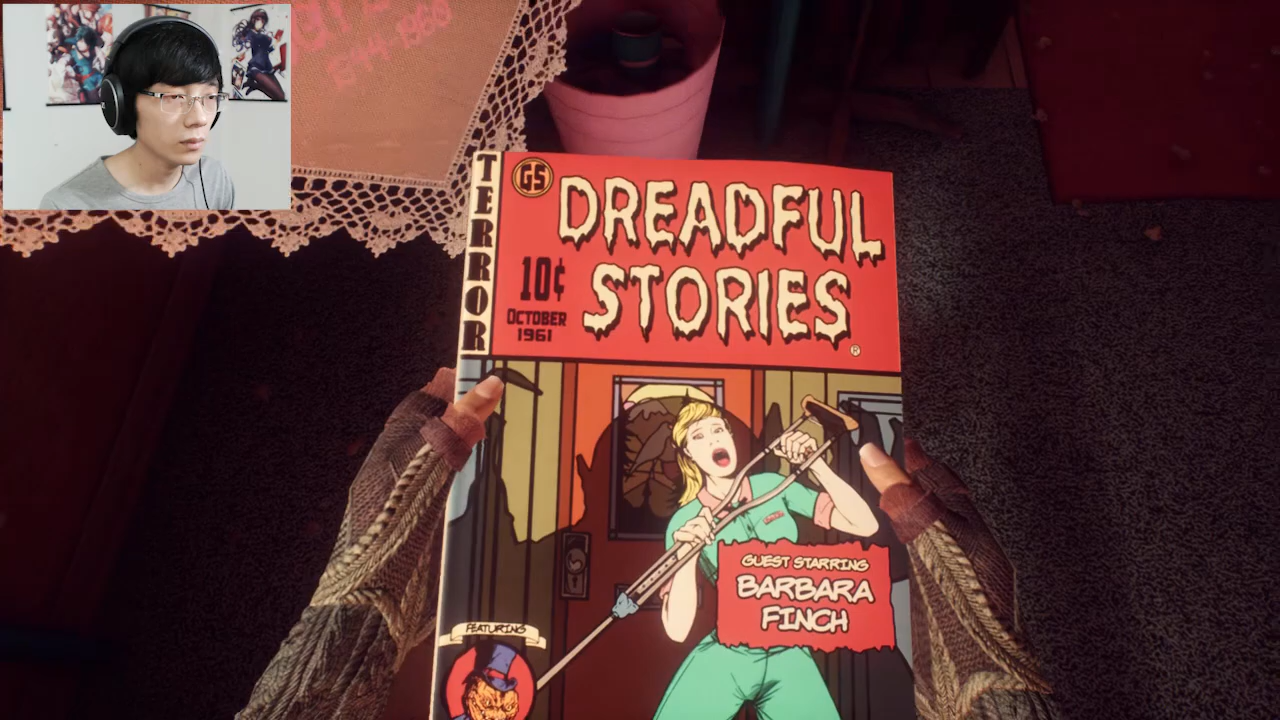 TERROR
GS
DREADFUL
STORIES
®
10¢
OCTOBER
1961
GUEST STARRING
BARBARA
FINCH
FEATURING